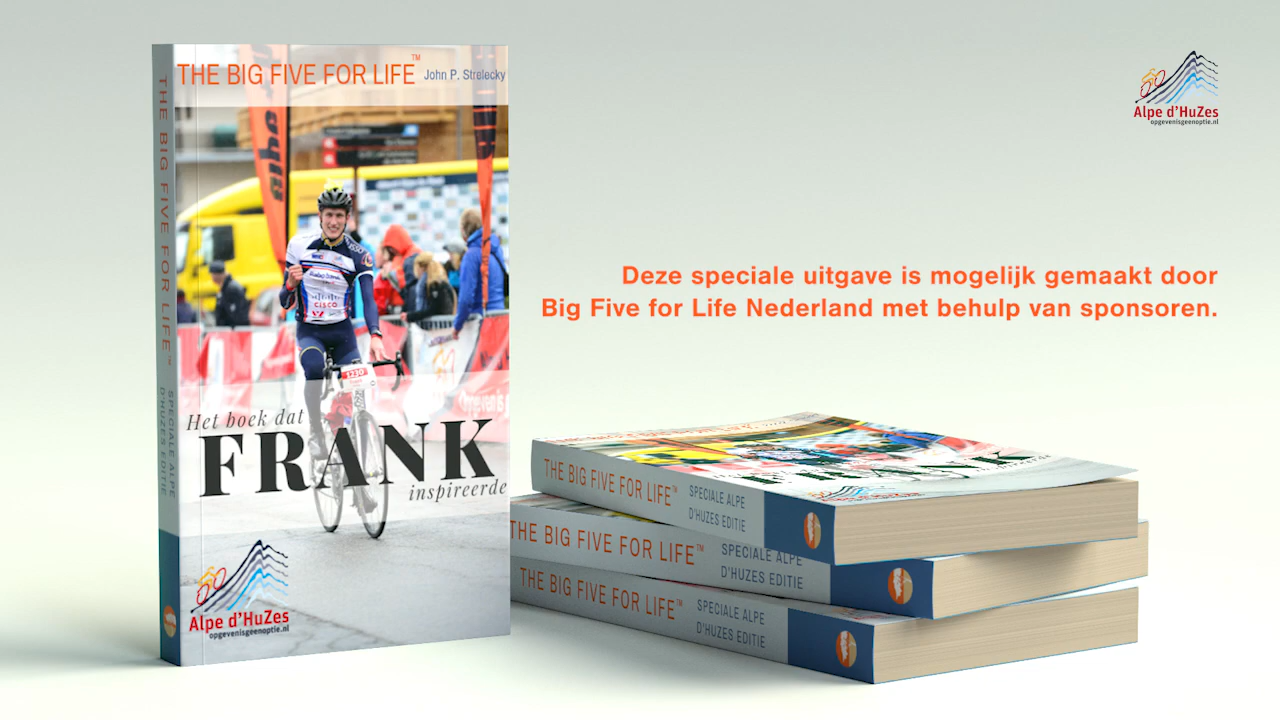 THE BIG FIVE FOR LIFE™ John P. Strelecky
THE BIG FIVE FOR LIFE™
SPECIALE ALPE
D'HUZES EDITIE
CISCO
1230
Het boek dat
FRANK
inspireerde
Alpe d'HuZes
opgevenisgeenoptie.nl
Alpe d'HuZes
opgevenisgeenoptie.nl
Deze speciale uitgave is mogelijk gemaakt door
Big Five for Life Nederland met behulp van sponsoren.
FRANK
THE BIG FIVE FOR LIFE™ SPECIALE ALPE
D'HUZES EDITIE
THE BIG FIVE FOR LIFE™ SPECIALE ALPE
D'HUZES EDITIE
THE BIG FIVE FOR LIFE™ SPECIALE ALPE
D'HUZES EDITIE